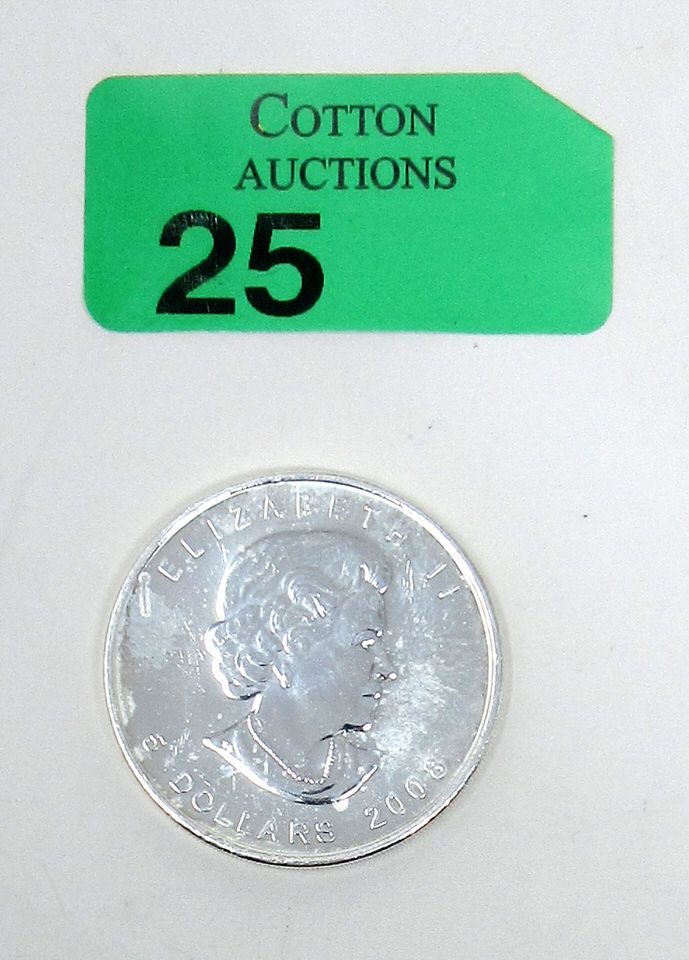 COTTON
AUCTIONS
25
ELIZABETH II
5 DOLLARS 2008